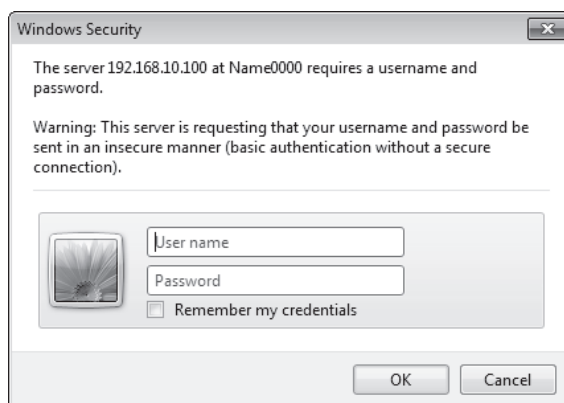 Windows Security
The server 192.168.10.100 at Name0000 requires a username and
password.
Warning: This server is requesting that your username and password be
sent in an insecure manner (basic authentication without a secure
connection).
User name
Password
Remember my credentials
OK
Cancel